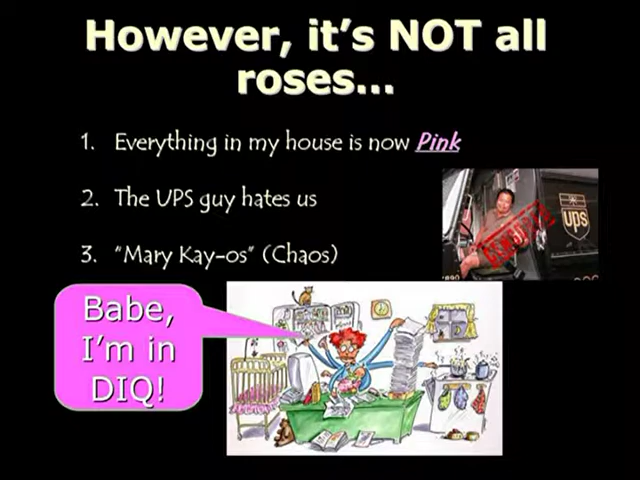 However, it's NOT all
roses...
1. Everything in my house is now Pink
2. The UPS guy hates us
3. "Mary Kay-os" (Chaos)
ups
Babe,
I'm in
DIQ!